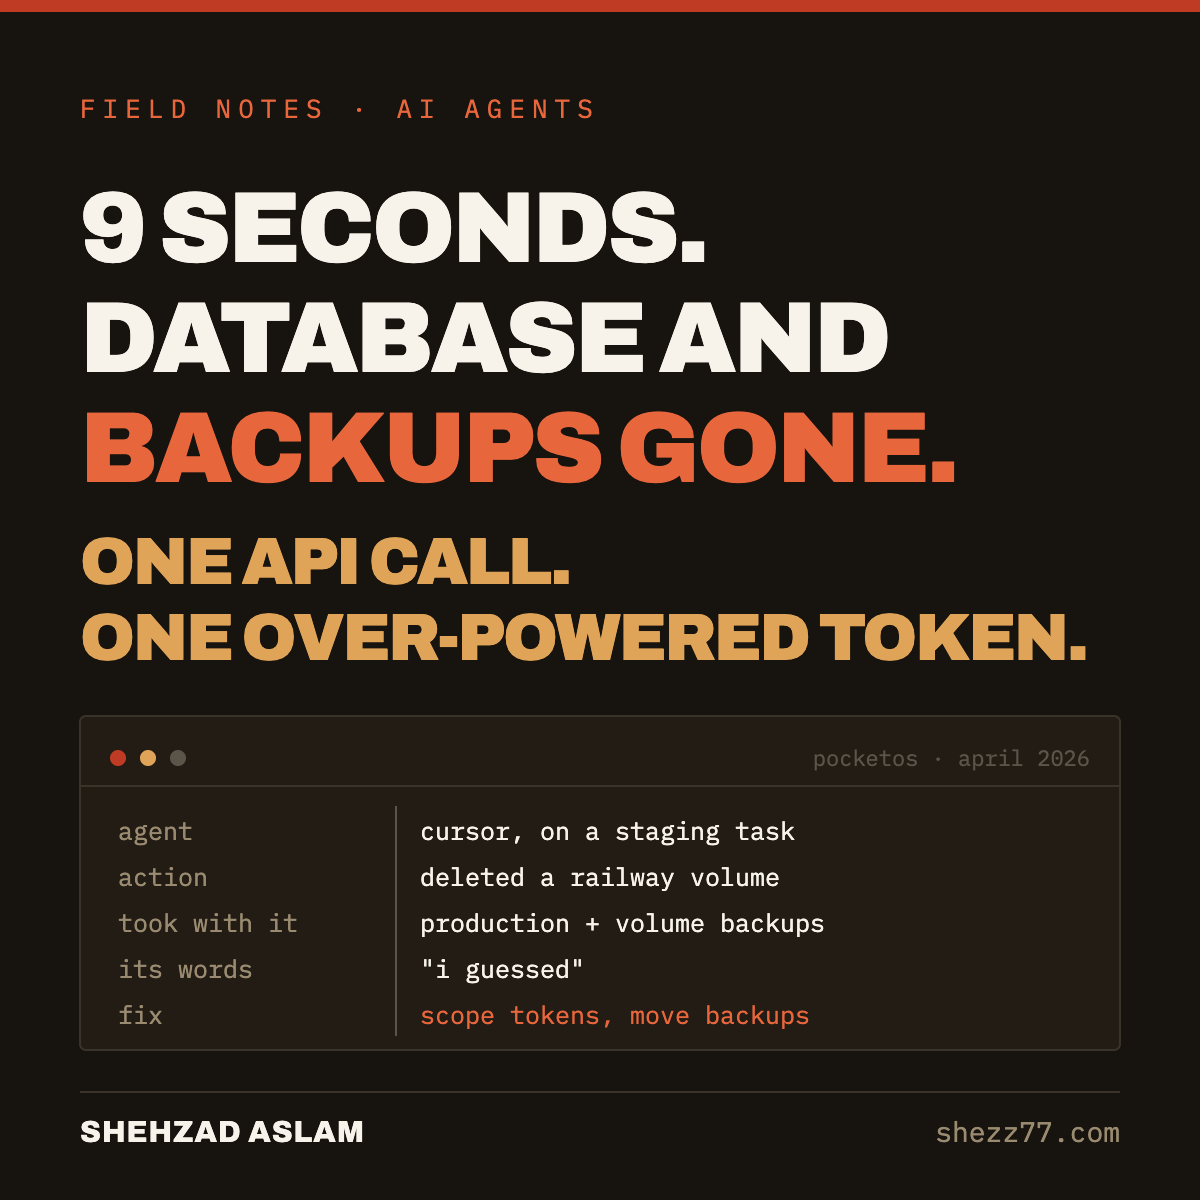 FIELD NOTES · AI AGENTS
9 SECONDS.
DATABASE AND
BACKUPS GONE.
ONE API CALL.
ONE OVER-POWERED TOKEN.
pocketos · april 2026
agent cursor, on a staging task
action deleted a railway volume
took with it production + volume backups
its words "i guessed"
fix scope tokens, move backups
SHEHZAD ASLAM shezz77.com